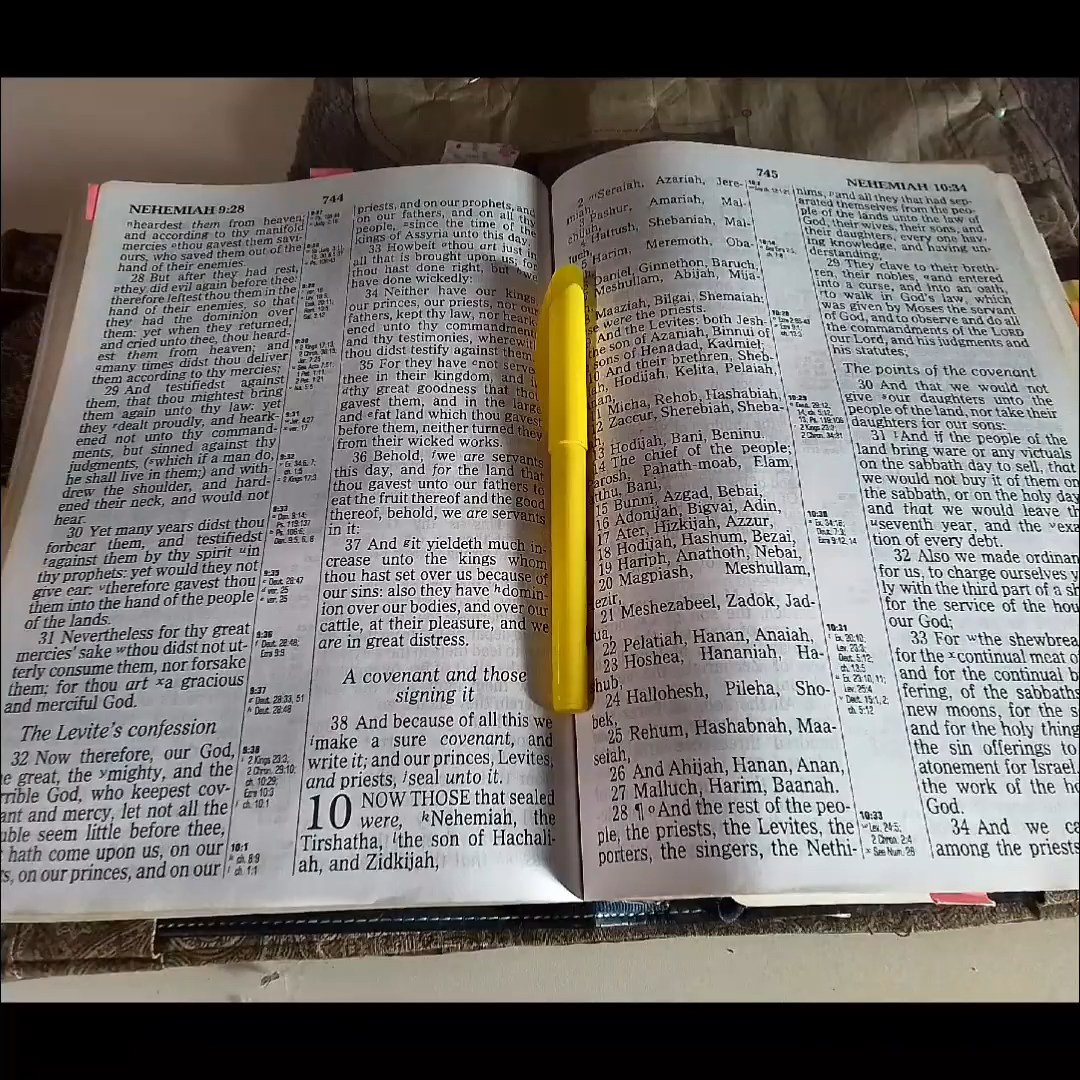 NEHEMIAH 9:28
744
heardest them from heaven;
and according to thy manifold
mercies thou gavest them savi-
ours, who saved them out of the
hand of their enemies.
28 But after they had rest,
they did evil again before thee:
therefore leftest thou them in the
hand of their enemies, so that
they had the dominion over
them: yet when they returned,
and cried unto thee, thou heard-
est them from heaven; and
many times didst thou deliver
them according to thy mercies;
29 And testifiedst against
them, that thou mightest bring
them again unto thy law: yet
they dealt proudly, and heark-
ened not unto thy command-
ments, but sinned against thy
judgments, (which if a man do,
he shall live in them;) and with-
drew the shoulder, and hard-
ened their neck, and would not
hear.
30 Yet many years didst thou
forbear them, and testifiedst
against them by thy spirit in
thy prophets: yet would they not
give ear: therefore gavest thou
them into the hand of the people
of the lands.
31 Nevertheless for thy great
mercies' sake thou didst not ut-
terly consume them, nor forsake
them; for thou art a gracious
and merciful God.
The Levite's confession
32 Now therefore, our God,
great, the mighty, and the
God, who keepest cov-
and mercy, let not all the
seem little before thee,
hath come upon us, on our
on our princes, and on our
9:33
9:35
9:36
9:37
9:38
10:1
priests, and on our prophets, and
on our fathers, and on all thy
people, since the time of the
kings of Assyria unto this day.
33 Howbeit thou art just in
all that is brought upon us; for
thou hast done right, but we
have done wickedly:
34 Neither have our kings,
our princes, our priests, nor our
fathers, kept thy law, nor heark-
ened unto thy commandments
and thy testimonies, wherewith
thou didst testify against them.
35 For they have not served
thee in their kingdom, and in
thy great goodness that thou
gavest them, and in the large
and fat land which thou gavest
before them, neither turned they
from their wicked works.
36 Behold, we are servants
this day, and for the land that
thou gavest unto our fathers to
eat the fruit thereof and the good
thereof, behold, we are servants
in it:
37 And it yieldeth much in-
crease unto the kings whom
thou hast set over us because of
our sins: also they have domin-
ion over our bodies, and over our
cattle, at their pleasure, and we
are in great distress.
A covenant and those
signing it
38 And because of all this we
make a sure covenant, and
write it; and our princes, Levites,
and priests, seal unto it.
10 NOW THOSE that sealed
were, Nehemiah, the
Tirshatha, the son of Hachali-
ah, and Zidkijah,
745
NEHEMIAH 10:34
2 Seraiah, Azariah, Jere-
miah,
3 Pashur, Amariah, Mal-
chijah,
Hattush, Shebaniah, Mal-
luch,
Harim, Meremoth, Oba-
Daniel, Ginnethon, Baruch,
Meshullam, Abijah, Mija-
Maaziah, Bilgai, Shemaiah:
were the priests.
And the Levites: both Jesh-
the son of Azaniah, Binnui of
sons of Henadad, Kadmiel;
And their brethren, Sheb-
Hodijah, Kelita, Pelaiah,
Micha, Rehob, Hashabiah,
Zaccur, Sherebiah, Sheba-
13 Hodijah, Bani, Beninu.
14 The chief of the people;
Pahath-moab, Elam,
Bani,
15 Bunni, Azgad, Bebai,
16 Adonijah, Bigvai, Adin,
17 Ater, Hizkijah, Azzur,
18 Hodijah, Hashum, Bezai,
19 Hariph, Anathoth, Nebai,
20 Magpiash, Meshullam,
21 Meshezabeel, Zadok, Jad-
22 Pelatiah, Hanan, Anaiah,
23 Hoshea, Hananiah, Ha-
shub,
24 Hallohesh, Pileha, Sho-
bek,
25 Rehum, Hashabnah, Maa-
seiah,
26 And Ahijah, Hanan, Anan,
27 Malluch, Harim, Baanah.
28 ¶ And the rest of the peo-
ple, the priests, the Levites, the
porters, the singers, the Nethi-
10:29
10:30
10:31
10:33
nims, and all they that had sep-
arated themselves from the peo-
ple of the lands unto the law of
God, their wives, their sons, and
their daughters, every one hav-
ing knowledge, and having un-
derstanding;
29 They clave to their breth-
ren, their nobles, and entered
into a curse, and into an oath,
to walk in God's law, which
was given by Moses the servant
of God, and to observe and do all
the commandments of the LORD
our Lord, and his judgments and
his statutes;
The points of the covenant
30 And that we would not
give our daughters unto the
people of the land, nor take their
daughters for our sons:
31 And if the people of the
land bring ware or any victuals
on the sabbath day to sell, that
we would not buy it of them on
the sabbath, or on the holy day:
and that we would leave the
seventh year, and the
tion of every debt.
32 Also we made ordinan
for us, to charge ourselves y
ly with the third part of a sh
for the service of the hou
our God;
33 For the shewbrea
for the continual meat o
and for the continual b
fering, of the sabbaths
new moons, for the s
and for the holy thing
the sin offerings to
atonement for Israel
the work of the ho
God.
34 And we ca
among the priests